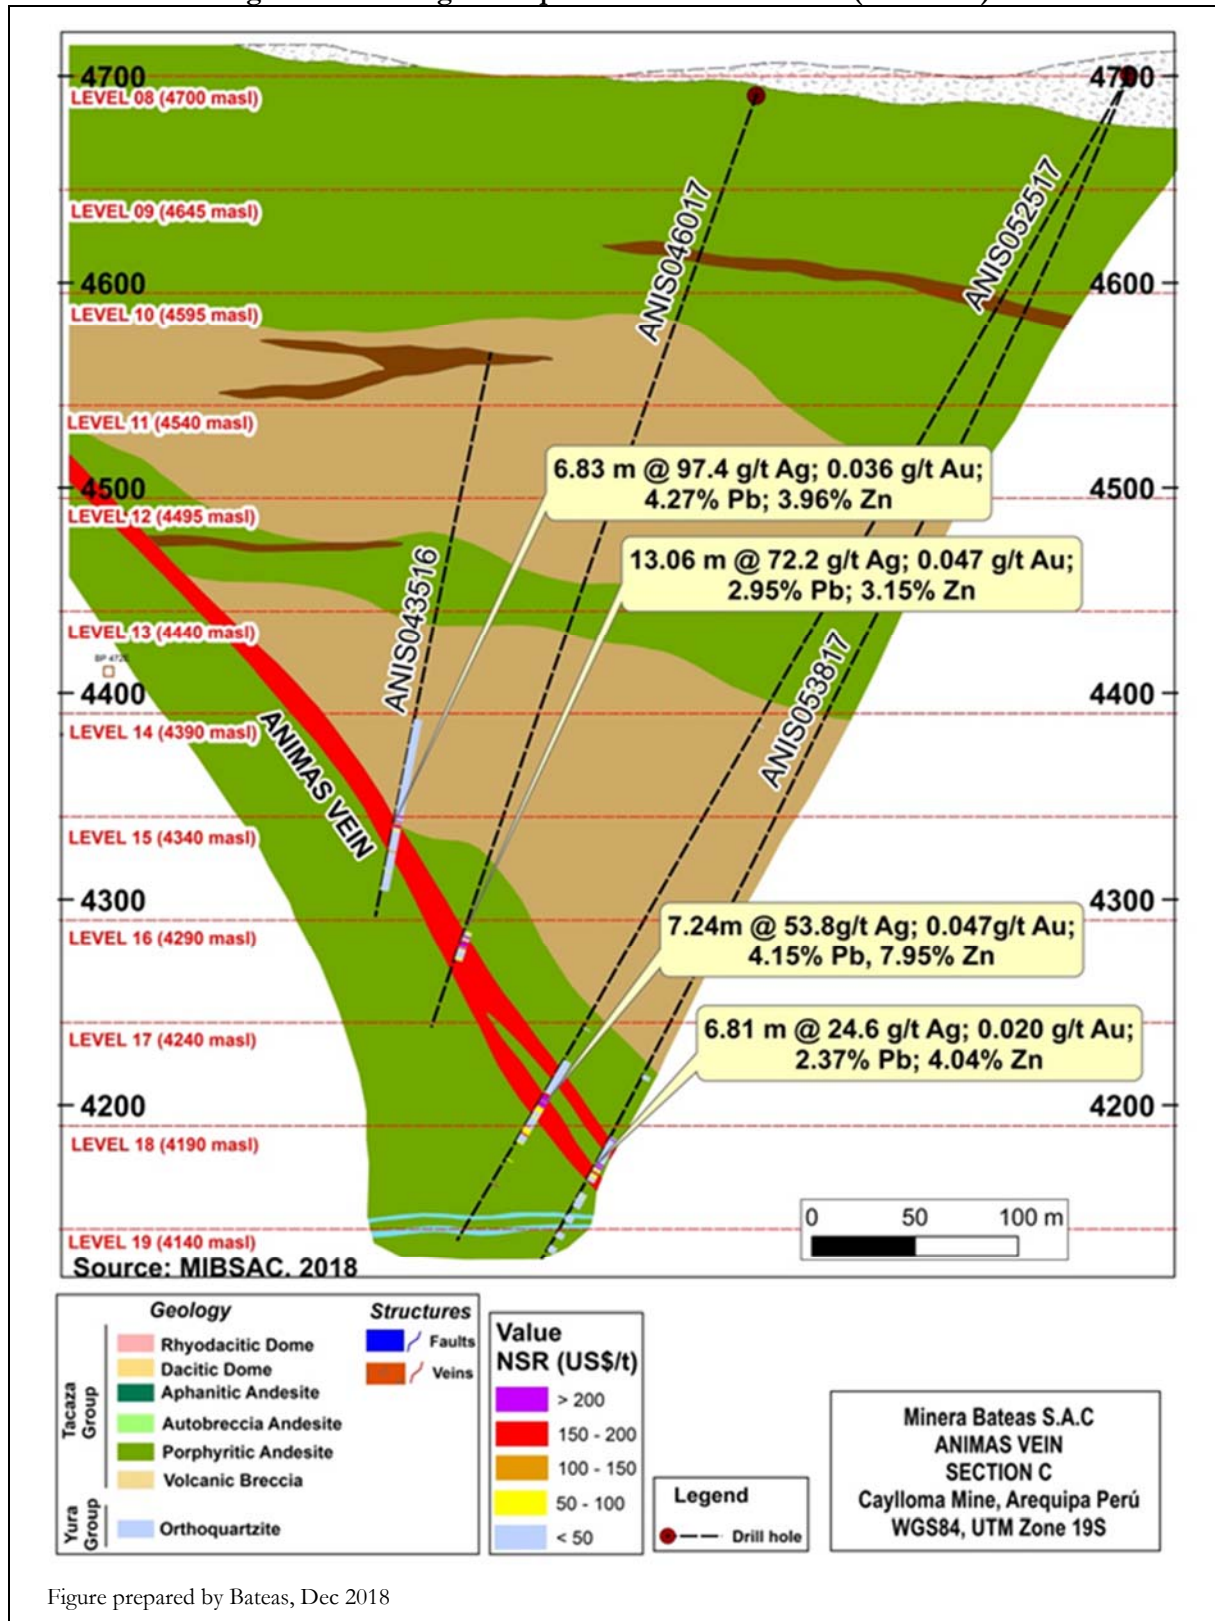 4700
4700
LEVEL 08 (4700 masl)
ANIS046017
ANIS052517
LEVEL 09 (4645 masl)
4600
4600
LEVEL 10 (4595 masl)
LEVEL 11 (4540 masl)
6.83 m @ 97.4 g/t Ag; 0.036 g/t Au;
4.27% Pb; 3.96% Zn
4500
4500
LEVEL 12 (4495 masl)
13.06 m @ 72.2 g/t Ag; 0.047 g/t Au;
2.95% Pb; 3.15% Zn
ANIS043516
LEVEL 13 (4440 masl)
ANIS053817
4400
4400
LEVEL 14 (4390 masl)
ANIMAS VEIN
LEVEL 15 (4340 masl)
4300
4300
LEVEL 16 (4290 masl)
7.24m @ 53.8g/t Ag; 0.047g/t Au;
4.15% Pb, 7.95% Zn
LEVEL 17 (4240 masl)
6.81 m @ 24.6 g/t Ag; 0.020 g/t Au;
2.37% Pb; 4.04% Zn
4200
4200
LEVEL 18 (4190 masl)
0 50 100 m
LEVEL 19 (4140 masl)
Source: MIBSAC. 2018
Geology
Tacaza
Group
Rhyodacitic Dome
Dacitic Dome
Aphanitic Andesite
Autobreccia Andesite
Porphyritic Andesite
Volcanic Breccia
Yura
Group
Orthoquartzite
Structures
Faults
Veins
Value
NSR (US$/t)
> 200
150 - 200
100 - 150
50 - 100
< 50
Legend
Drill hole
Minera Bateas S.A.C
ANIMAS VEIN
SECTION C
Caylloma Mine, Arequipa Perú
WGS84, UTM Zone 19S
Figure prepared by Bateas, Dec 2018